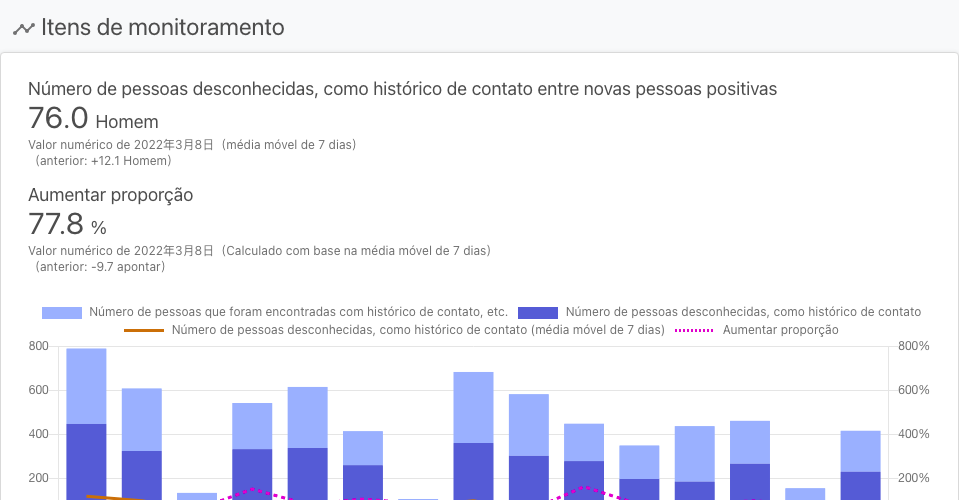 Itens de monitoramento
Número de pessoas desconhecidas, como histórico de contato entre novas pessoas positivas
76.0 Homem
Valor numérico de 2022年3月8日（média móvel de 7 dias)
（anterior: +12.1 Homem)
Aumentar proporção
77.8 %
Valor numérico de 2022年3月8日（Calculado com base na média móvel de 7 dias)
（anterior: -9.7 apontar)
Número de pessoas que foram encontradas com histórico de contato, etc. Número de pessoas desconhecidas, como histórico de contato
Número de pessoas desconhecidas, como histórico de contato (média móvel de 7 dias) Aumentar proporção
800 800%
600 600%
400 400%
200 200%